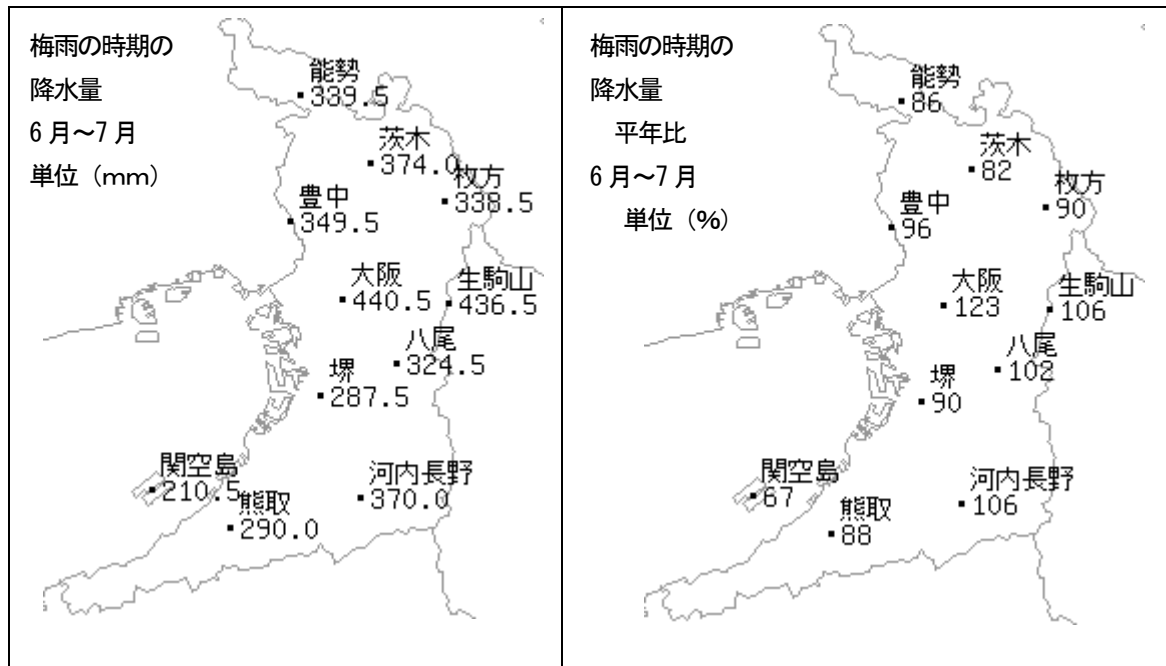 梅雨の時期の
降水量
6月～7月
単位（mm）
能勢
339.5
茨木
374.0
枚方
338.5
豊中
349.5
大阪
440.5
生駒山
436.5
八尾
324.5
堺
287.5
関空島
210.5
河内長野
370.0
熊取
290.0
梅雨の時期の
降水量
平年比
6月～7月
単位（%）
能勢
86
茨木
82
枚方
90
豊中
96
大阪
123
生駒山
106
八尾
102
堺
90
関空島
67
河内長野
106
熊取
88